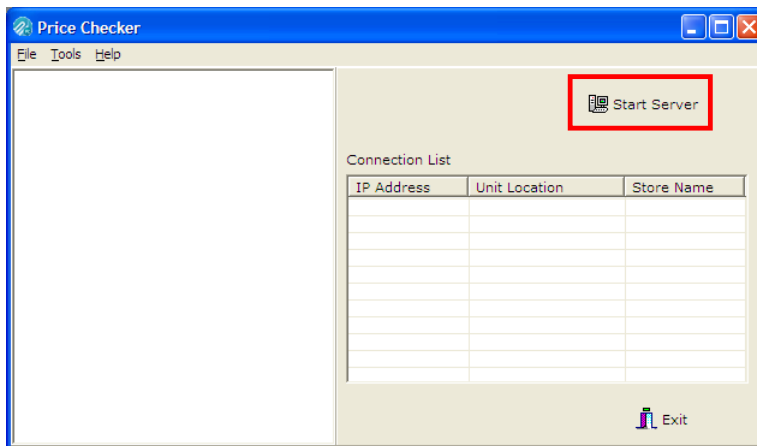 Price Checker
File Tools Help
Start Server
Connection List
IP Address Unit Location Store Name
Exit